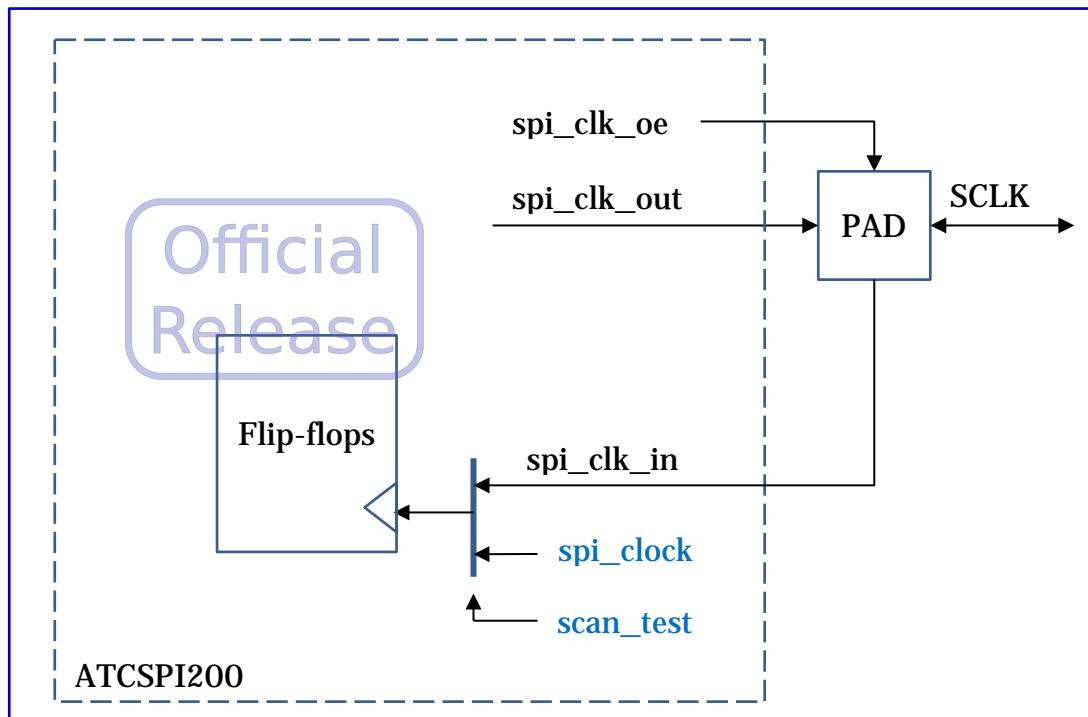 spi_clk_oe
spi_clk_out
SCLK
PAD
Official
Release
Flip-flops
spi_clk_in
spi_clock
scan_test
ATCSPI200